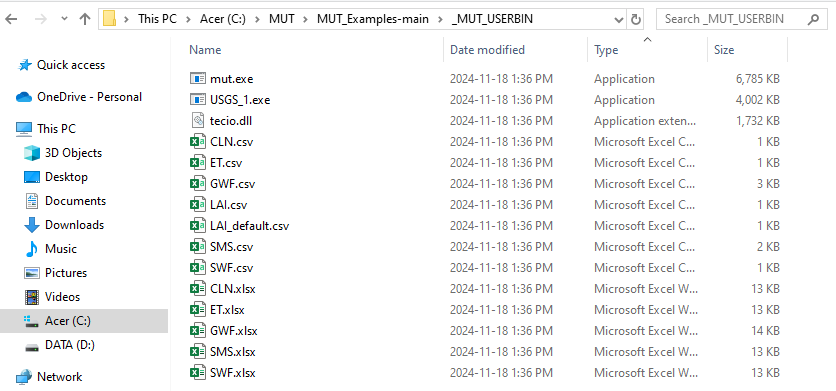 This PC > Acer (C:) > MUT > MUT_Examples-main > _MUT_USERBIN
Search _MUT_USERBIN
Quick access
OneDrive - Personal
This PC
3D Objects
Desktop
Documents
Downloads
Music
Pictures
Videos
Acer (C:)
DATA (D:)
Network
Name Date modified Type Size
mut.exe 2024-11-18 1:36 PM Application 6,785 KB
USGS_1.exe 2024-11-18 1:36 PM Application 4,002 KB
tecio.dll 2024-11-18 1:36 PM Application exten... 1,732 KB
CLN.csv 2024-11-18 1:36 PM Microsoft Excel C... 1 KB
ET.csv 2024-11-18 1:36 PM Microsoft Excel C... 1 KB
GWF.csv 2024-11-18 1:36 PM Microsoft Excel C... 3 KB
LAI.csv 2024-11-18 1:36 PM Microsoft Excel C... 1 KB
LAI_default.csv 2024-11-18 1:36 PM Microsoft Excel C... 1 KB
SMS.csv 2024-11-18 1:36 PM Microsoft Excel C... 2 KB
SWF.csv 2024-11-18 1:36 PM Microsoft Excel C... 1 KB
CLN.xlsx 2024-11-18 1:36 PM Microsoft Excel W... 13 KB
ET.xlsx 2024-11-18 1:36 PM Microsoft Excel W... 13 KB
GWF.xlsx 2024-11-18 1:36 PM Microsoft Excel W... 14 KB
SMS.xlsx 2024-11-18 1:36 PM Microsoft Excel W... 13 KB
SWF.xlsx 2024-11-18 1:36 PM Microsoft Excel W... 13 KB